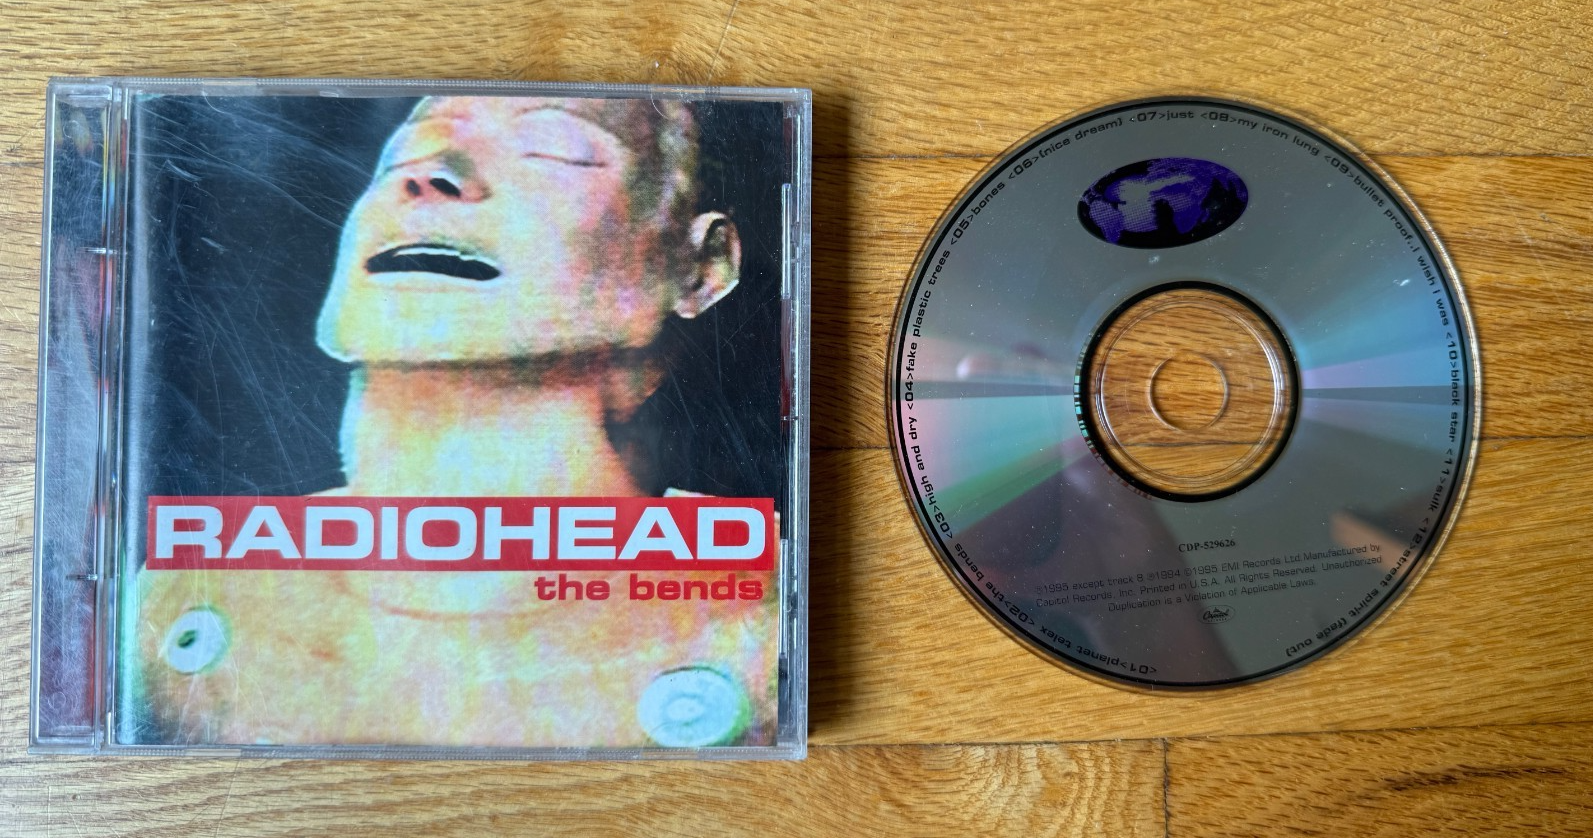 RADIOHEAD
the bends
<01>planet telex <02>the bends <03>high and dry <04>fake plastic trees <05>bones <06>(nice dream) <07>just <08>my iron lung <09>bullet proof..i wish i was <10>black star <11>sulk <12>street spirit (fade out)
CDP-529626
℗1995 except track 8 ℗1994 ©1995 EMI Records Ltd. Manufactured by
Capitol Records, Inc. Printed in U.S.A. All Rights Reserved. Unauthorized
Duplication is a Violation of Applicable Laws.
Capitol